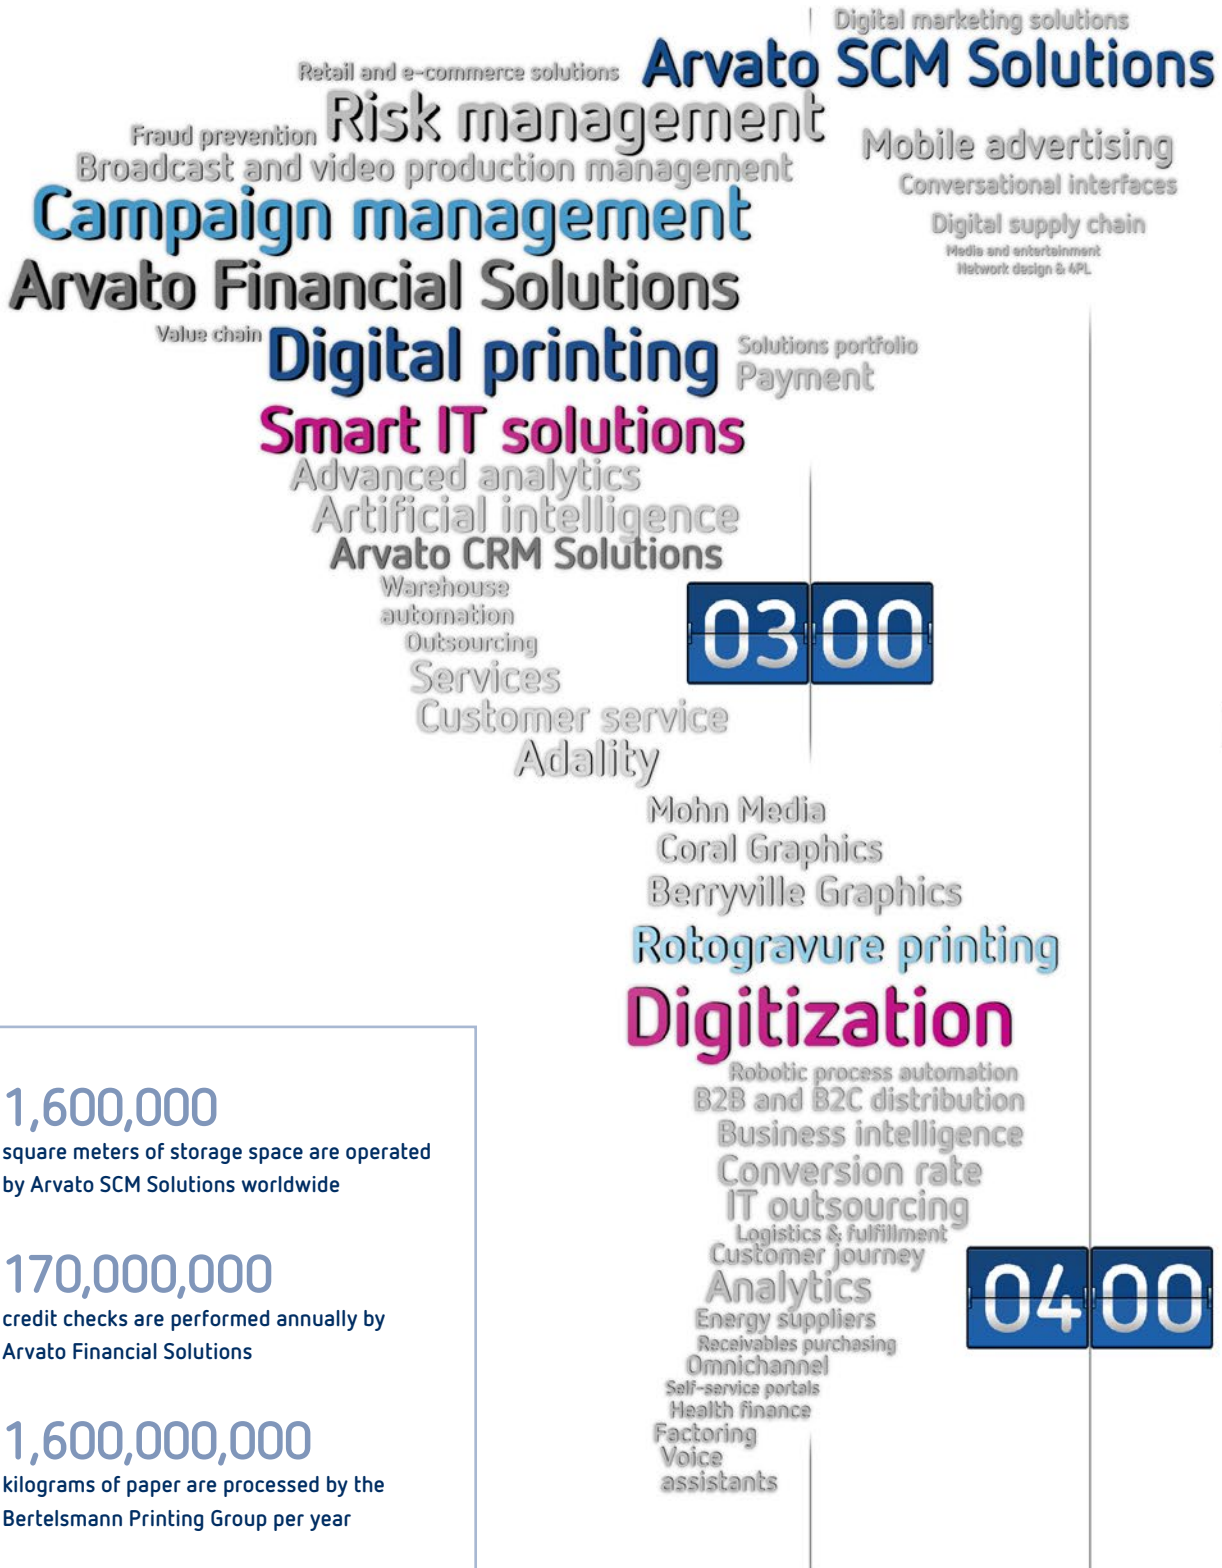 Digital marketing solutions
Retail and e-commerce solutions Arvato SCM Solutions
Fraud prevention Risk management
Mobile advertising
Broadcast and video production management
Conversational interfaces
Campaign management
Digital supply chain
Media and entertainment
Network design & 4PL
Arvato Financial Solutions
Value chain Digital printing Solutions portfolio
Payment
Smart IT solutions
Advanced analytics
Artificial intelligence
Arvato CRM Solutions
Warehouse
automation
03 00
Outsourcing
Services
Customer service
Adality
Mohn Media
Coral Graphics
Berryville Graphics
Rotogravure printing
Digitization
Robotic process automation
B2B and B2C distribution
Business intelligence
Conversion rate
IT outsourcing
Logistics & fulfillment
Customer journey
Analytics
04 00
Energy suppliers
Receivables purchasing
Omnichannel
Self-service portals
Health finance
Factoring
Voice
assistants
1,600,000
square meters of storage space are operated
by Arvato SCM Solutions worldwide
170,000,000
credit checks are performed annually by
Arvato Financial Solutions
1,600,000,000
kilograms of paper are processed by the
Bertelsmann Printing Group per year